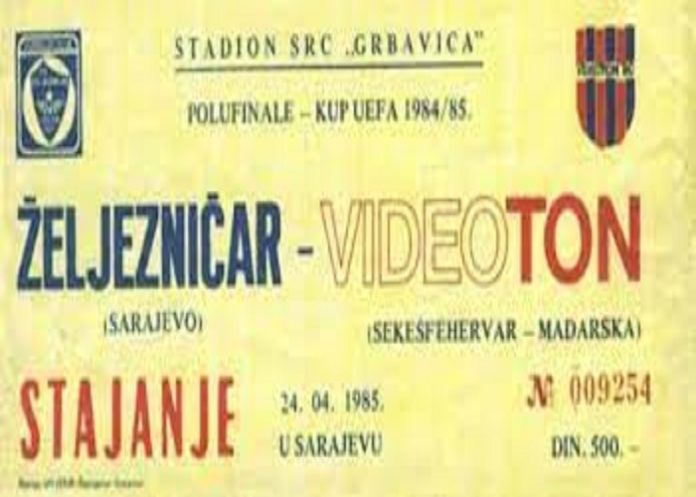 STADION SRC „GRBAVICA"
POLUFINALE – KUP UEFA 1984/85.
ŽELJEZNIČAR – VIDEOTON
(SARAJEVO)
(SEKEŠFEHERVAR – MAĐARSKA)
STAJANJE
24. 04. 1985.
U SARAJEVU
№ 009254
DIN. 500. –